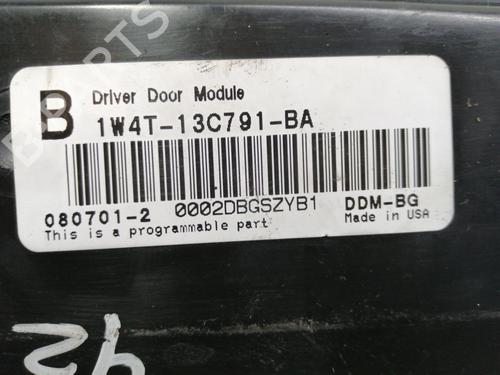 B Driver Door Module
1W4T-13C791-BA
080701-2 0002DBGSZYB1 DDM-BG
This is a programmable part Made in USA